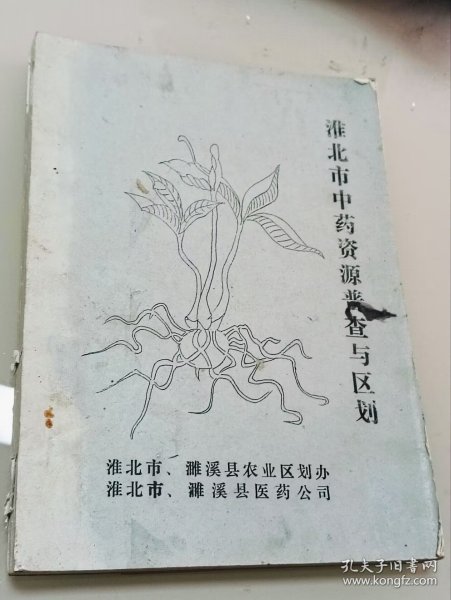 淮北市中药资源普查与区划
淮北市、濉溪县农业区划办
淮北市、濉溪县医药公司
孔夫子旧书网
www.kongfz.com